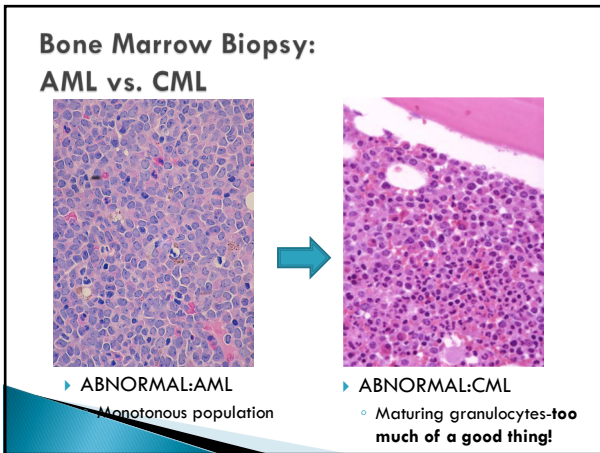 Bone Marrow Biopsy:
AML vs. CML
ABNORMAL:AML
Monotonous population
ABNORMAL:CML
Maturing granulocytes-too
much of a good thing!